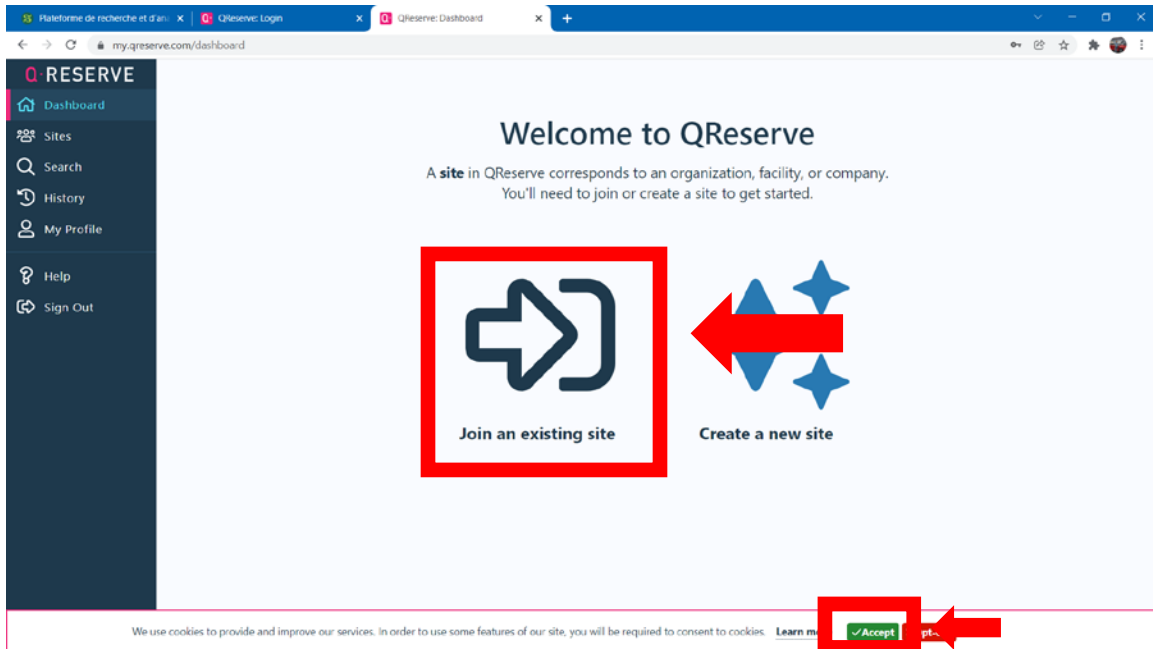 Plateforme de recherche et d'an
QReserve: Login
QReserve: Dashboard
my.qreserve.com/dashboard
Q·RESERVE
Dashboard
Sites
Search
History
My Profile
Help
Sign Out
Welcome to QReserve
A site in QReserve corresponds to an organization, facility, or company.
You'll need to join or create a site to get started.
Join an existing site
Create a new site
We use cookies to provide and improve our services. In order to use some features of our site, you will be required to consent to cookies. Learn Accept